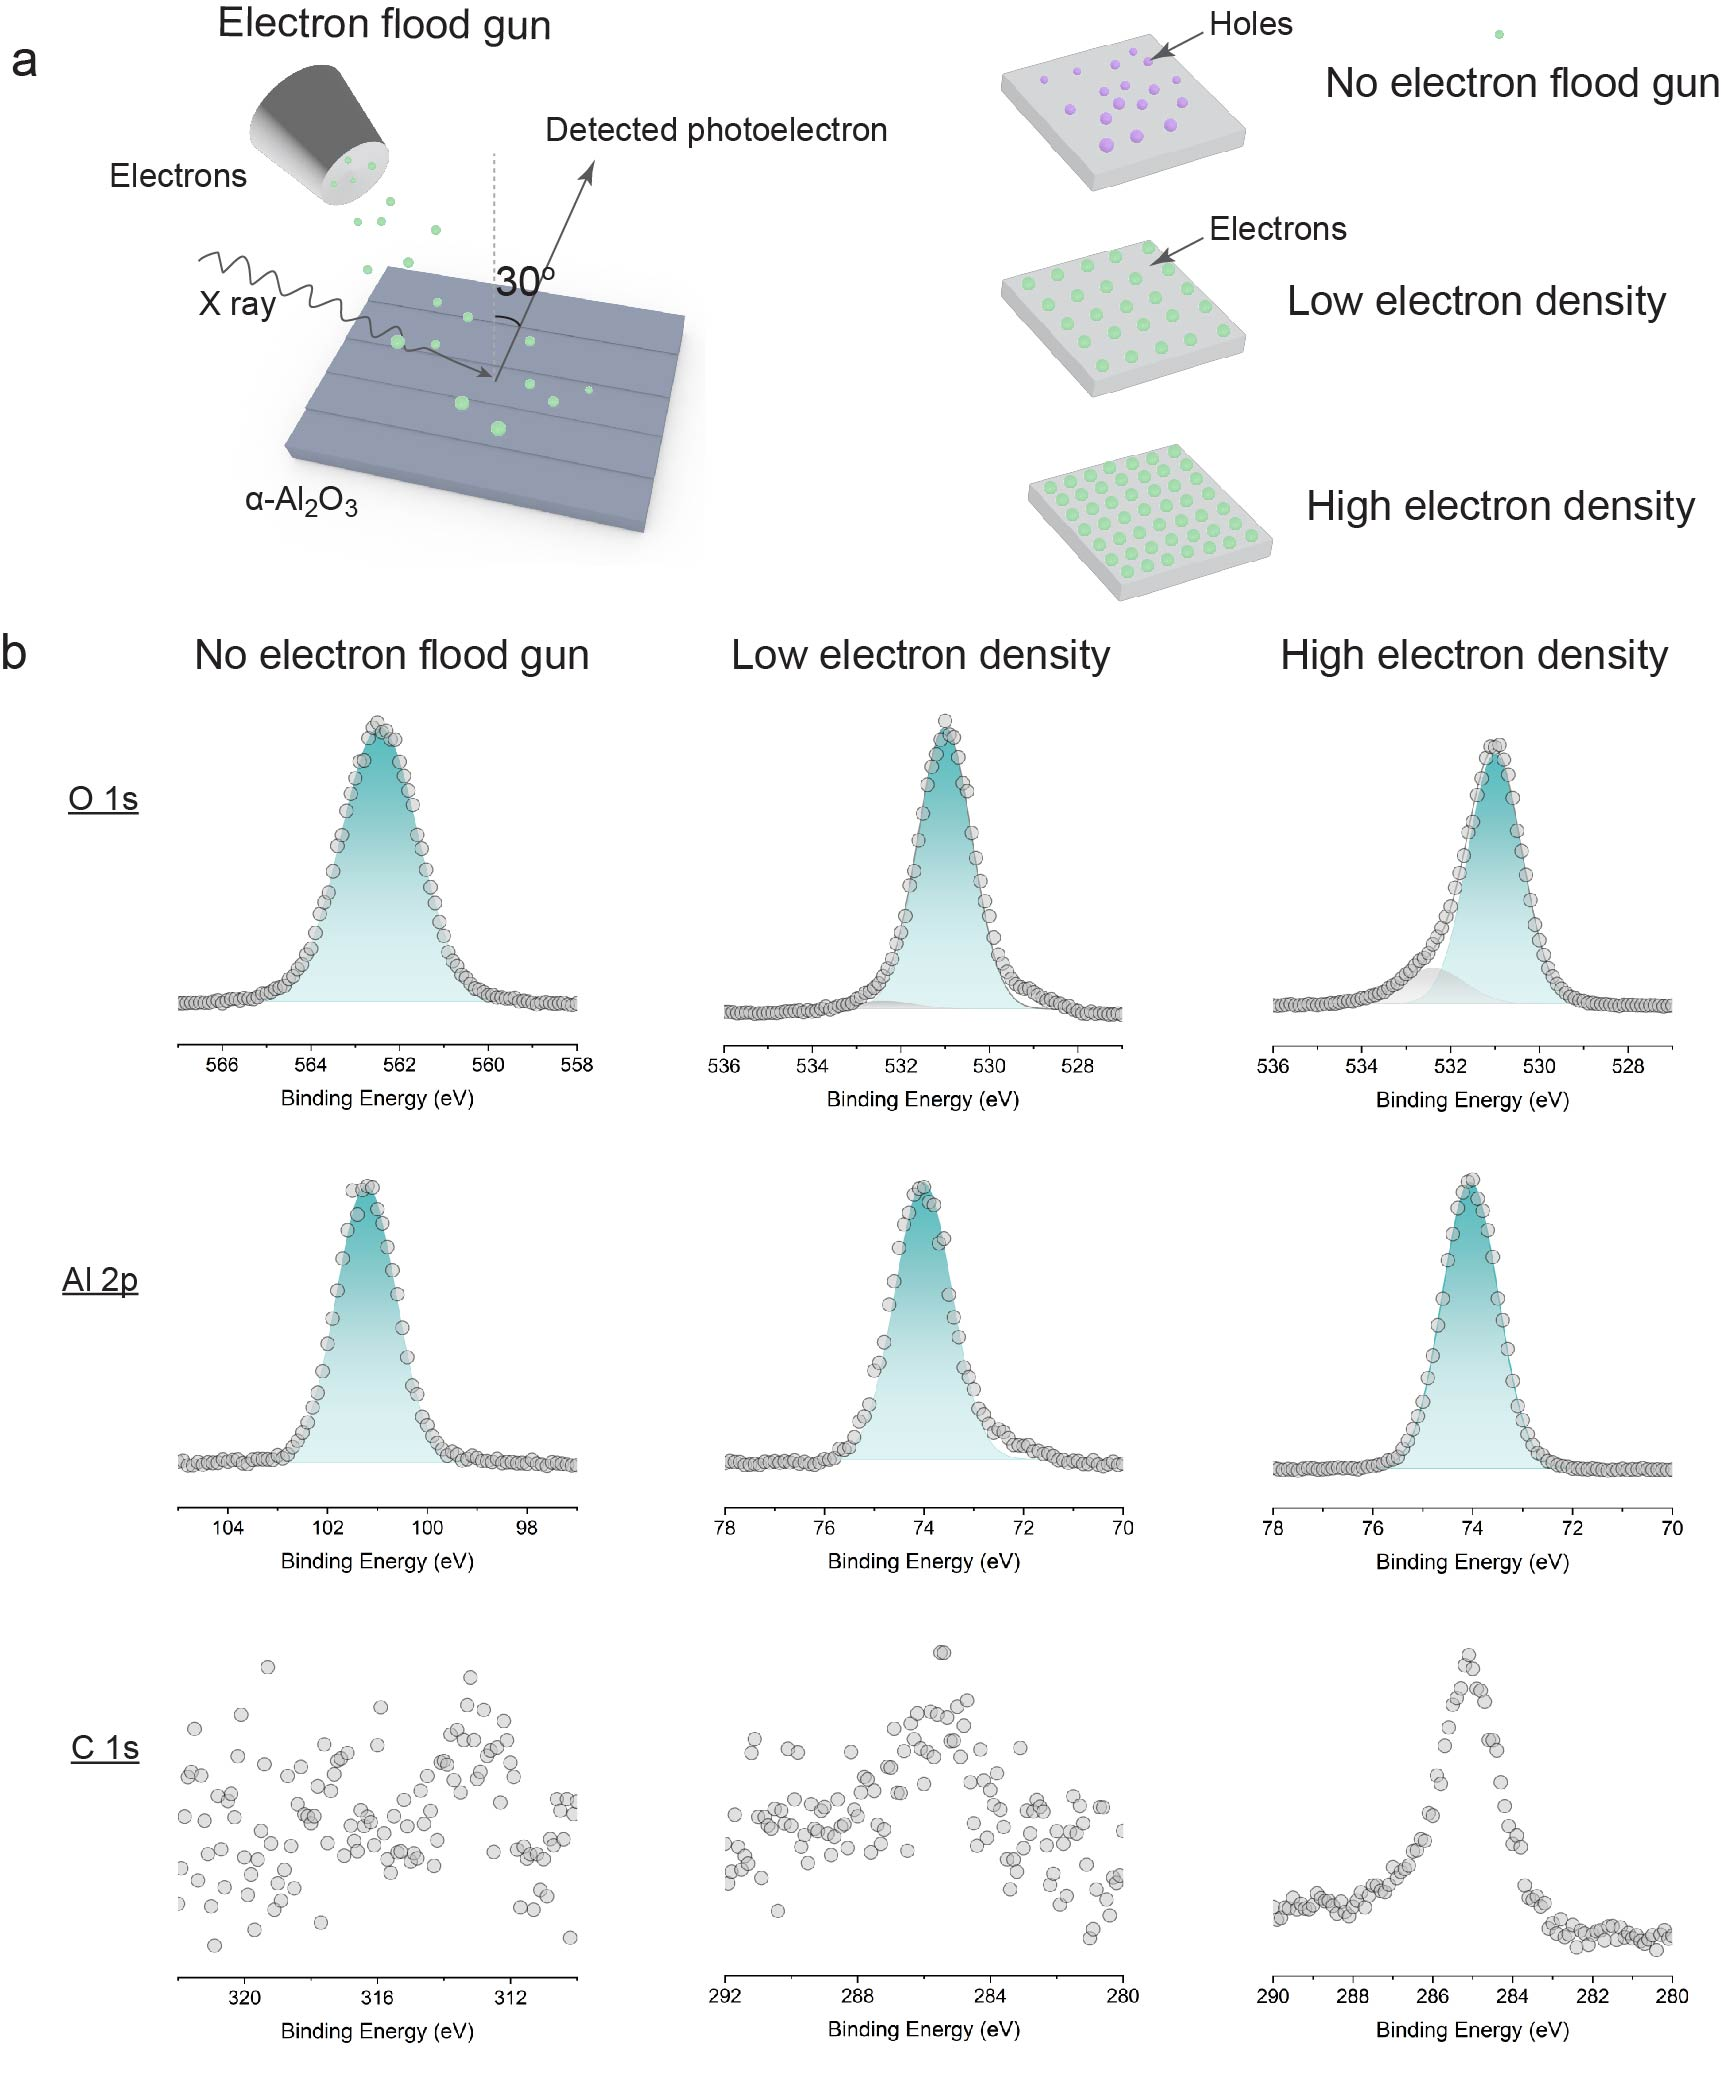 a
Electron flood gun
Electrons
Detected photoelectron
30°
X ray
α-Al₂O₃
Holes
No electron flood gun
Electrons
Low electron density
High electron density
b
No electron flood gun
Low electron density
High electron density
O 1s
566 564 562 560 558
Binding Energy (eV)
536 534 532 530 528
Binding Energy (eV)
536 534 532 530 528
Binding Energy (eV)
Al 2p
104 102 100 98
Binding Energy (eV)
78 76 74 72 70
Binding Energy (eV)
78 76 74 72 70
Binding Energy (eV)
C 1s
320 316 312
Binding Energy (eV)
292 288 284 280
Binding Energy (eV)
290 288 286 284 282 280
Binding Energy (eV)